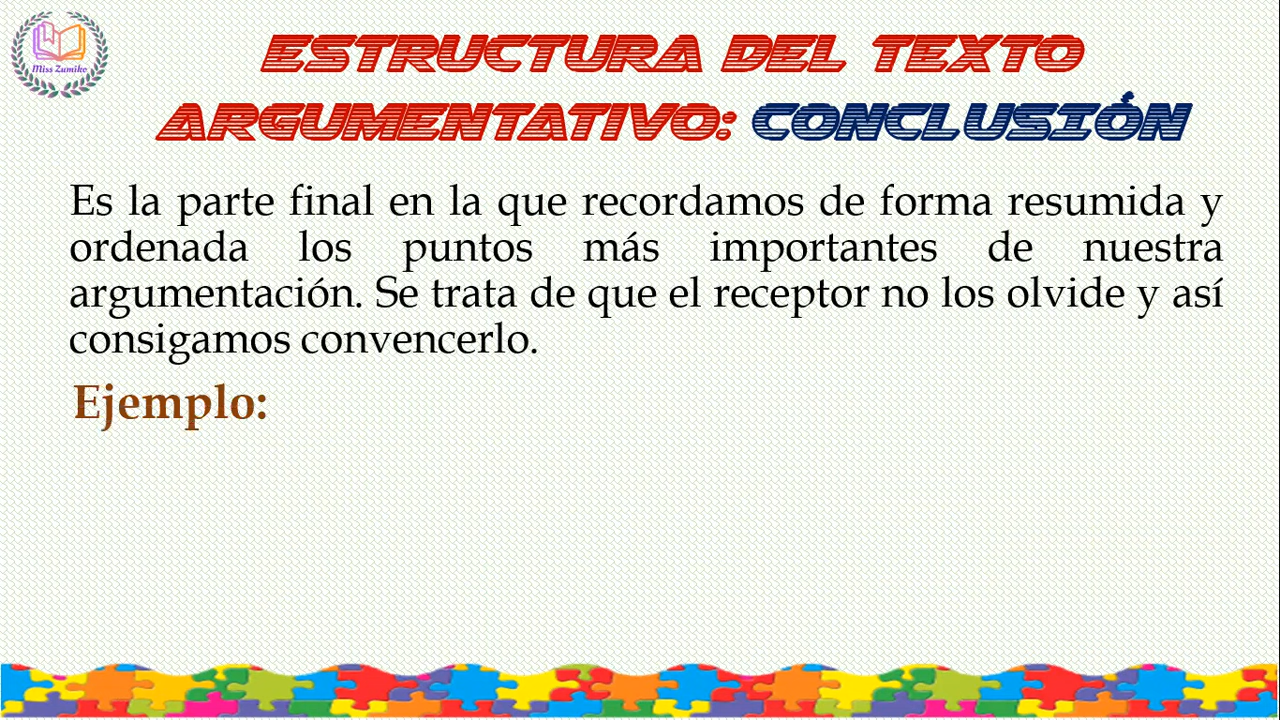 Miss Zumiko
ESTRUCTURA DEL TEXTO
ARGUMENTATIVO: CONCLUSIÓN
Es la parte final en la que recordamos de forma resumida y
ordenada los puntos más importantes de nuestra
argumentación. Se trata de que el receptor no los olvide y así
consigamos convencerlo.
Ejemplo: